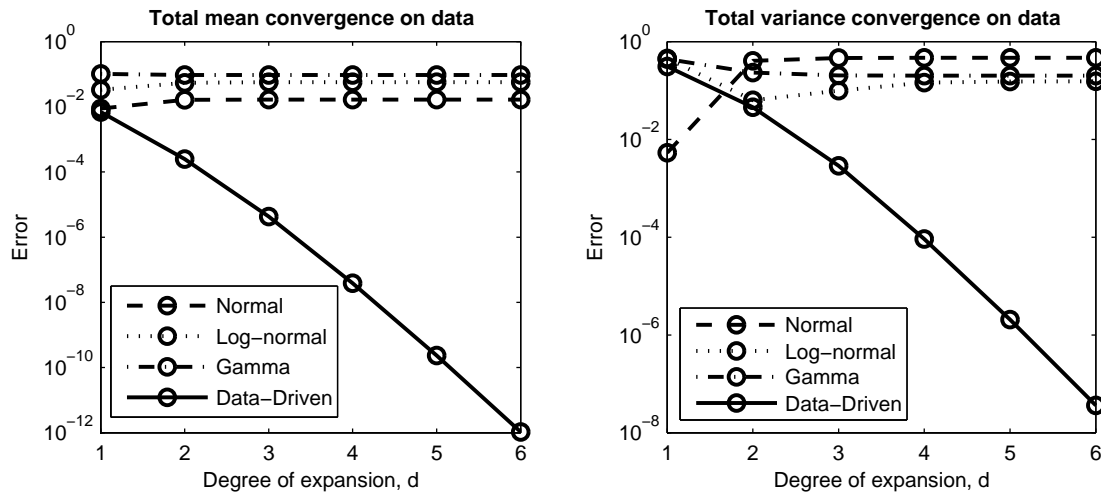 Total mean convergence on data
10^0
10^−2
10^−4
10^−6
10^−8
10^−10
10^−12
Error
Normal
Log−normal
Gamma
Data−Driven
1 2 3 4 5 6
Degree of expansion, d
Total variance convergence on data
10^0
10^−2
10^−4
10^−6
10^−8
Error
Normal
Log−normal
Gamma
Data−Driven
1 2 3 4 5 6
Degree of expansion, d